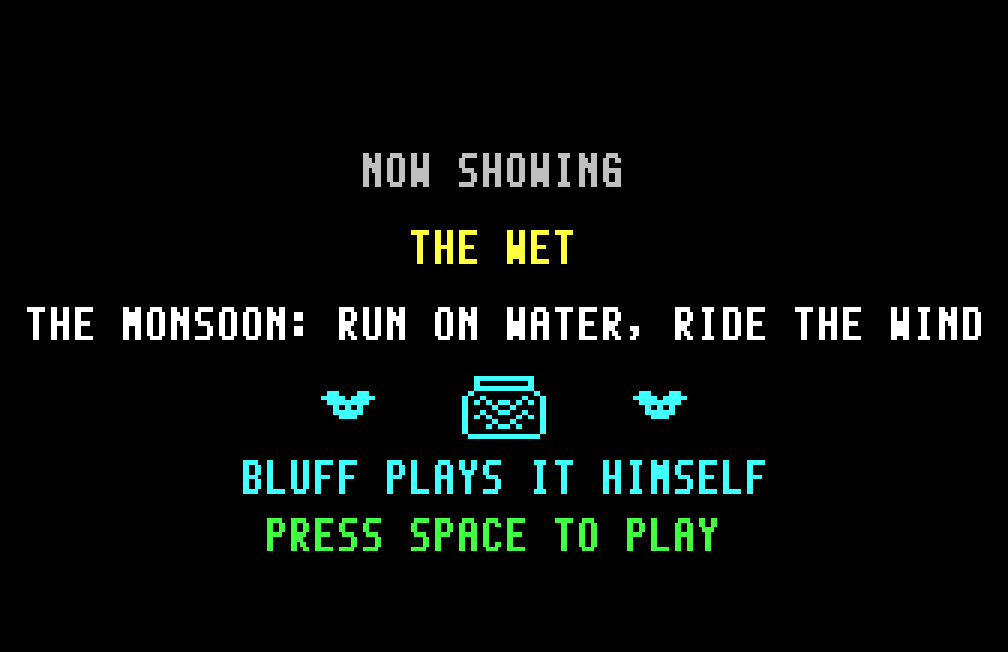 NOW SHOWING
THE WET
THE MONSOON: RUN ON WATER, RIDE THE WIND
BLUFF PLAYS IT HIMSELF
PRESS SPACE TO PLAY